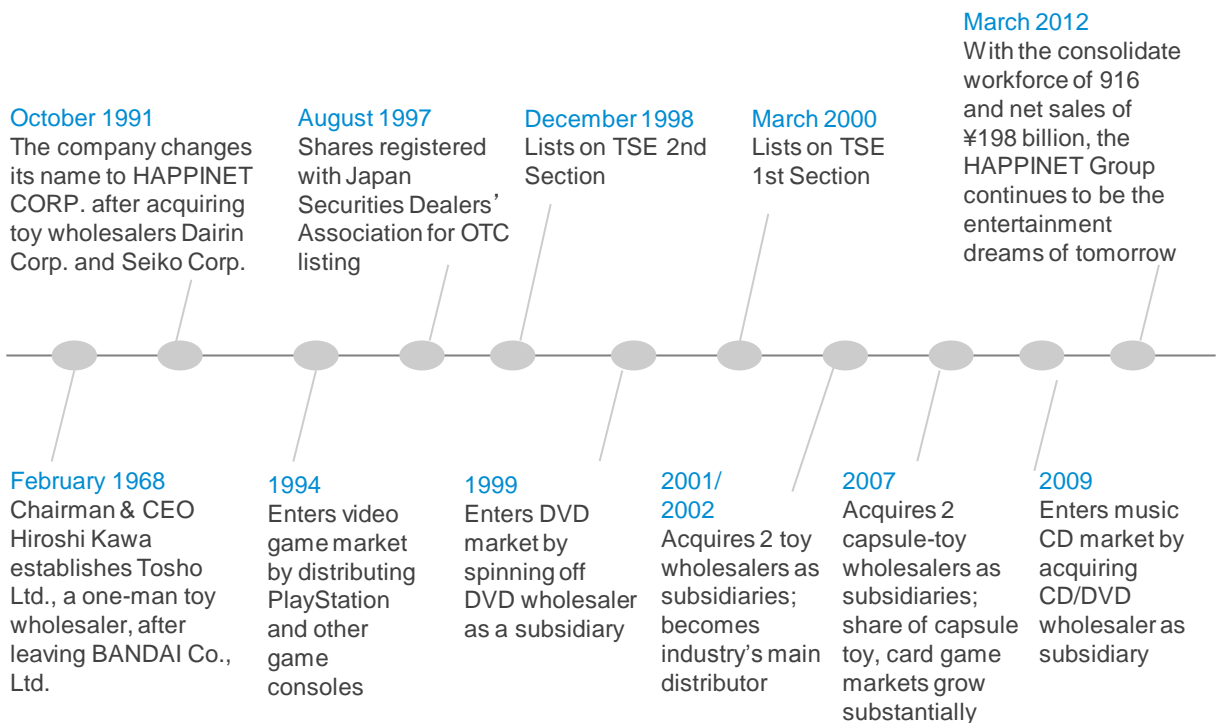 March 2012
With the consolidate
workforce of 916
and net sales of
¥198 billion, the
HAPPINET Group
continues to be the
entertainment
dreams of tomorrow
October 1991
The company changes
its name to HAPPINET
CORP. after acquiring
toy wholesalers Dairin
Corp. and Seiko Corp.
August 1997
Shares registered
with Japan
Securities Dealers’
Association for OTC
listing
December 1998
Lists on TSE 2nd
Section
March 2000
Lists on TSE
1st Section
February 1968
Chairman & CEO
Hiroshi Kawa
establishes Tosho
Ltd., a one-man toy
wholesaler, after
leaving BANDAI Co.,
Ltd.
1994
Enters video
game market
by distributing
PlayStation
and other
game
consoles
1999
Enters DVD
market by
spinning off
DVD wholesaler
as a subsidiary
2001/
2002
Acquires 2 toy
wholesalers as
subsidiaries;
becomes
industry’s main
distributor
2007
Acquires 2
capsule-toy
wholesalers as
subsidiaries;
share of capsule
toy, card game
markets grow
substantially
2009
Enters music
CD market by
acquiring
CD/DVD
wholesaler as
subsidiary